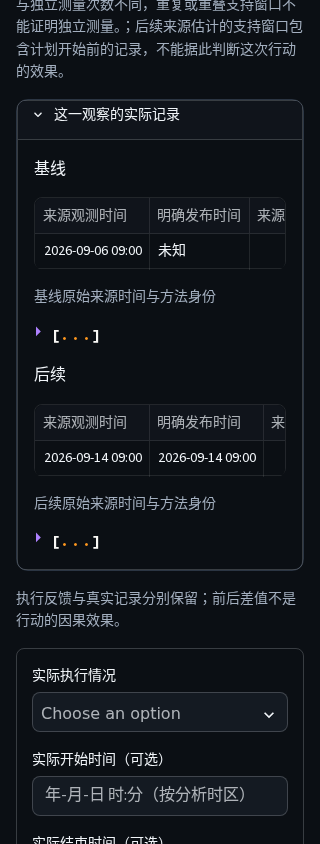 与独立测量次数不同，重复或重叠支持窗口不
能证明独立测量。；后续来源估计的支持窗口包
含计划开始前的记录，不能据此判断这次行动
的效果。
这一观察的实际记录
基线
来源观测时间 明确发布时间 来源
2026-09-06 09:00 未知
基线原始来源时间与方法身份
[...]
后续
来源观测时间 明确发布时间 来
2026-09-14 09:00 2026-09-14 09:00
后续原始来源时间与方法身份
[...]
执行反馈与真实记录分别保留；前后差值不是
行动的因果效果。
实际执行情况
Choose an option
实际开始时间（可选）
年-月-日 时:分（按分析时区）
实际结束时间（可选）